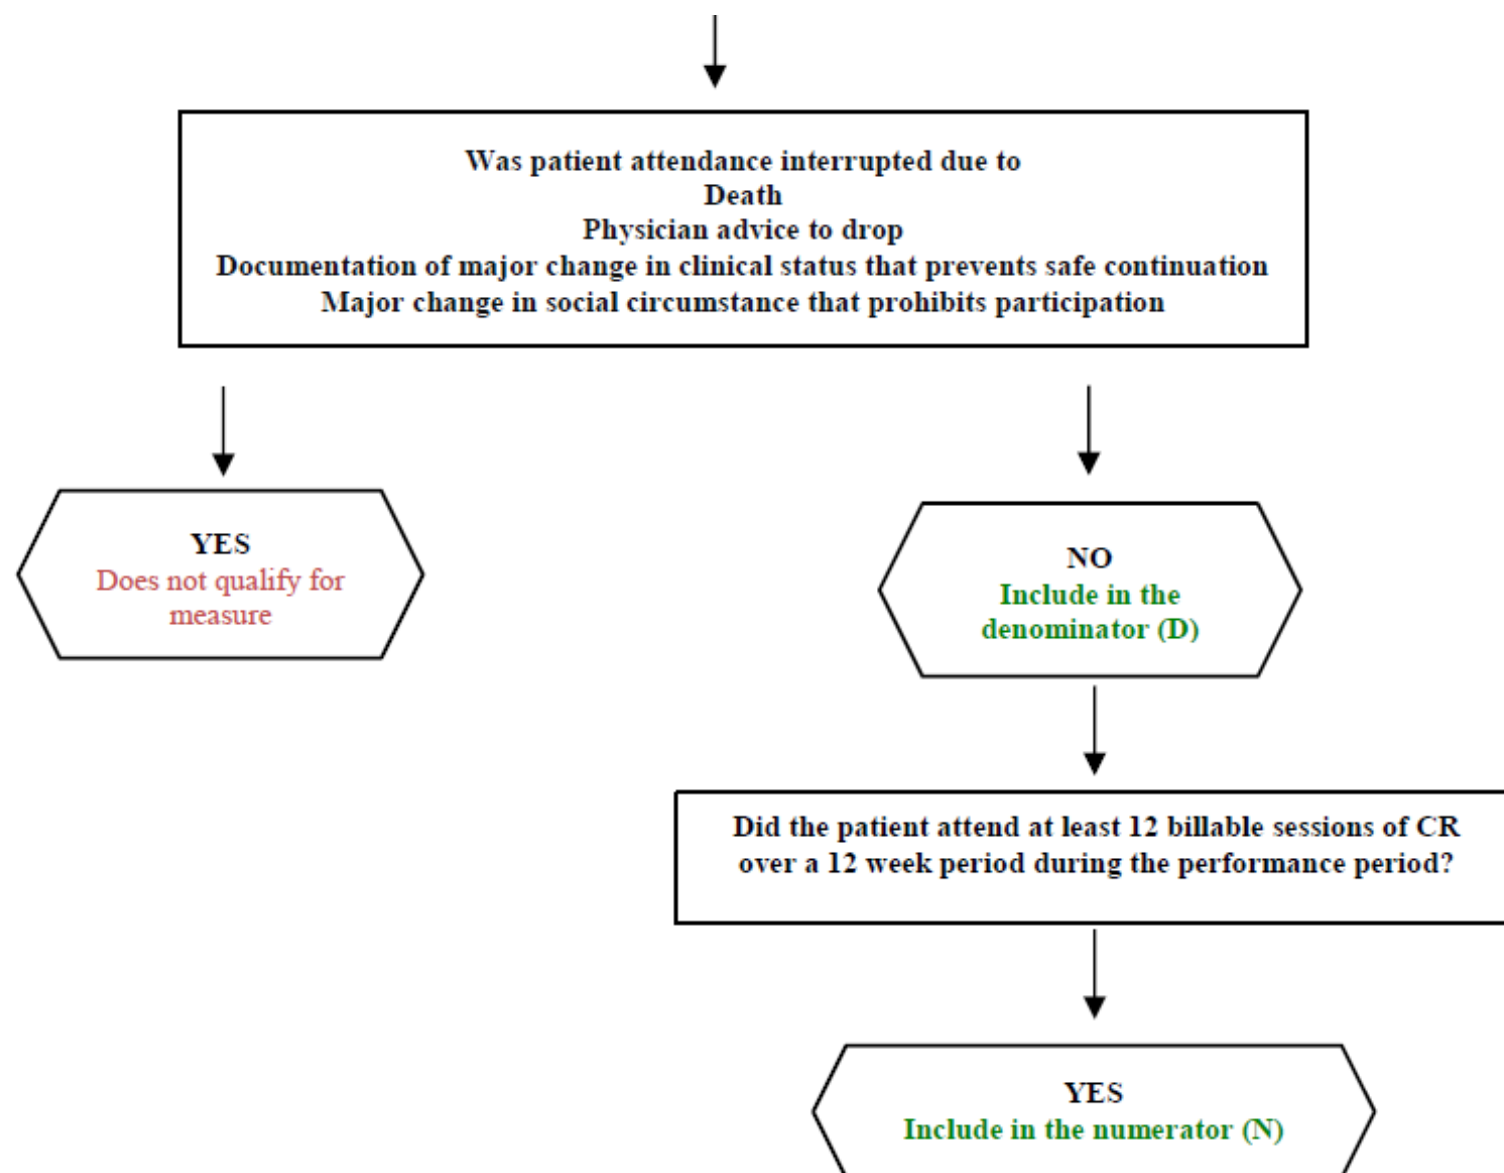 Was patient attendance interrupted due to
Death
Physician advice to drop
Documentation of major change in clinical status that prevents safe continuation
Major change in social circumstance that prohibits participation
YES
Does not qualify for
measure
NO
Include in the
denominator (D)
Did the patient attend at least 12 billable sessions of CR
over a 12 week period during the performance period?
YES
Include in the numerator (N)